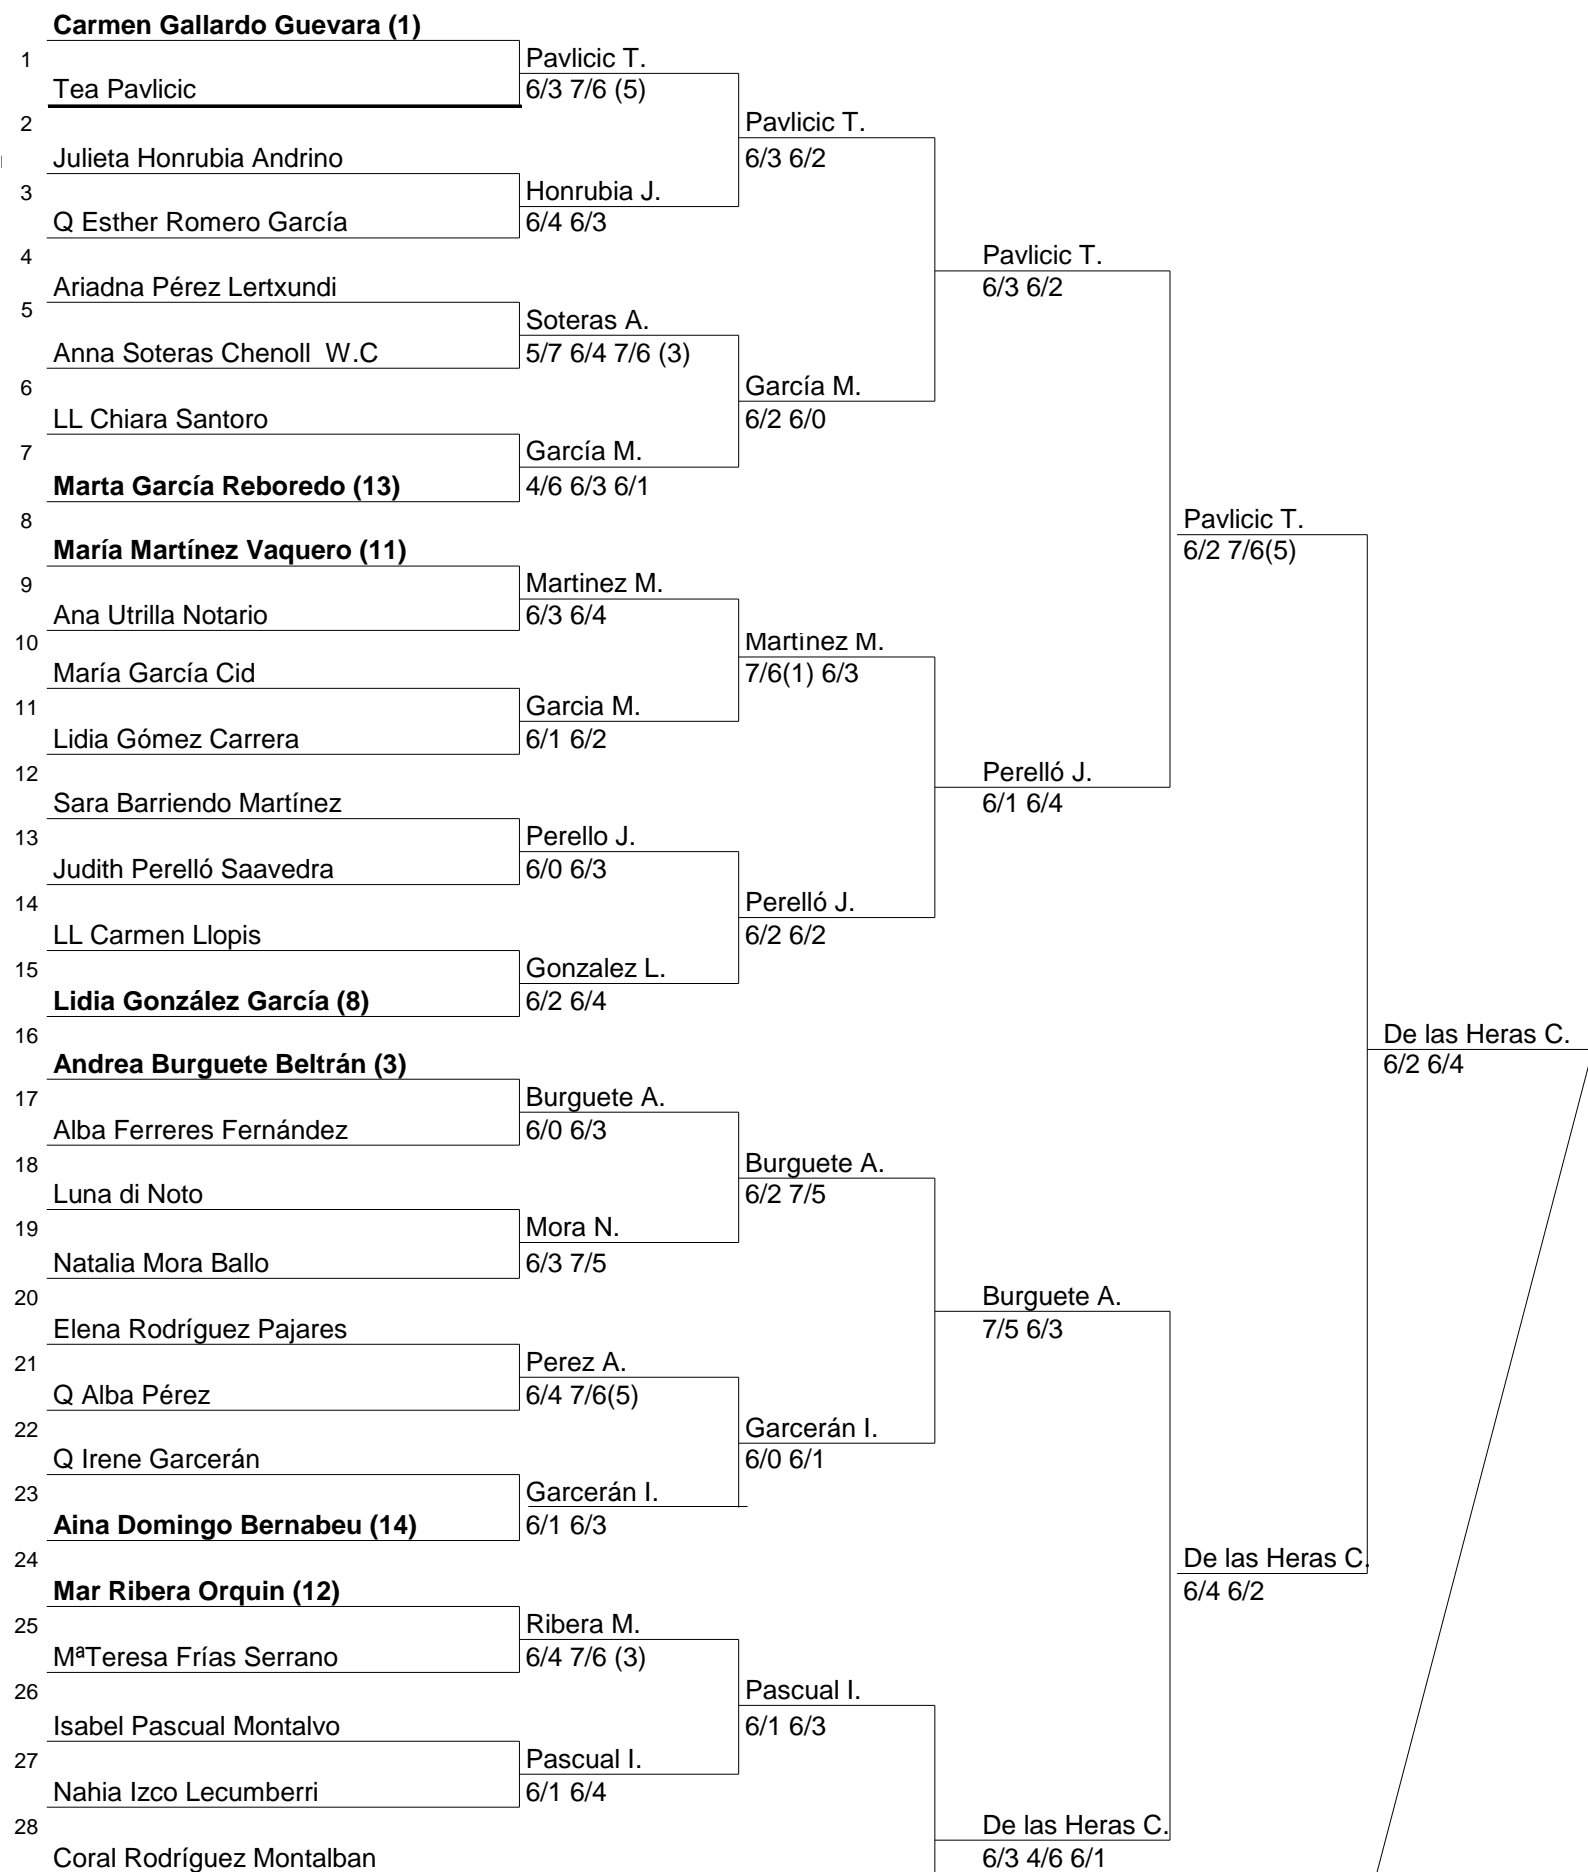 Carmen Gallardo Guevara (1)
1
Pavlicic T.
Tea Pavlicic
6/3 7/6 (5)
2
Pavlicic T.
Julieta Honrubia Andrino
6/3 6/2
3
Honrubia J.
Q Esther Romero García
6/4 6/3
4
Pavlicic T.
Ariadna Pérez Lertxundi
6/3 6/2
5
Soteras A.
Anna Soteras Chenoll W.C
5/7 6/4 7/6 (3)
6
García M.
LL Chiara Santoro
6/2 6/0
7
García M.
Marta García Reboredo (13)
4/6 6/3 6/1
8
Pavlicic T.
María Martínez Vaquero (11)
6/2 7/6(5)
9
Martinez M.
Ana Utrilla Notario
6/3 6/4
10
Martinez M.
María García Cid
7/6(1) 6/3
11
Garcia M.
Lidia Gómez Carrera
6/1 6/2
12
Perelló J.
Sara Barriendo Martínez
6/1 6/4
13
Perello J.
Judith Perelló Saavedra
6/0 6/3
14
Perelló J.
LL Carmen Llopis
6/2 6/2
15
Gonzalez L.
Lidia González García (8)
6/2 6/4
16
De las Heras C.
Andrea Burguete Beltrán (3)
6/2 6/4
17
Burguete A.
Alba Ferreres Fernández
6/0 6/3
18
Burguete A.
Luna di Noto
6/2 7/5
19
Mora N.
Natalia Mora Ballo
6/3 7/5
20
Burguete A.
Elena Rodríguez Pajares
7/5 6/3
21
Perez A.
Q Alba Pérez
6/4 7/6(5)
22
Garcerán I.
Q Irene Garcerán
6/0 6/1
23
Garcerán I.
Aina Domingo Bernabeu (14)
6/1 6/3
24
De las Heras C.
Mar Ribera Orquin (12)
6/4 6/2
25
Ribera M.
MªTeresa Frías Serrano
6/4 7/6 (3)
26
Pascual I.
Isabel Pascual Montalvo
6/1 6/3
27
Pascual I.
Nahia Izco Lecumberri
6/1 6/4
28
De las Heras C.
Coral Rodríguez Montalban
6/3 4/6 6/1